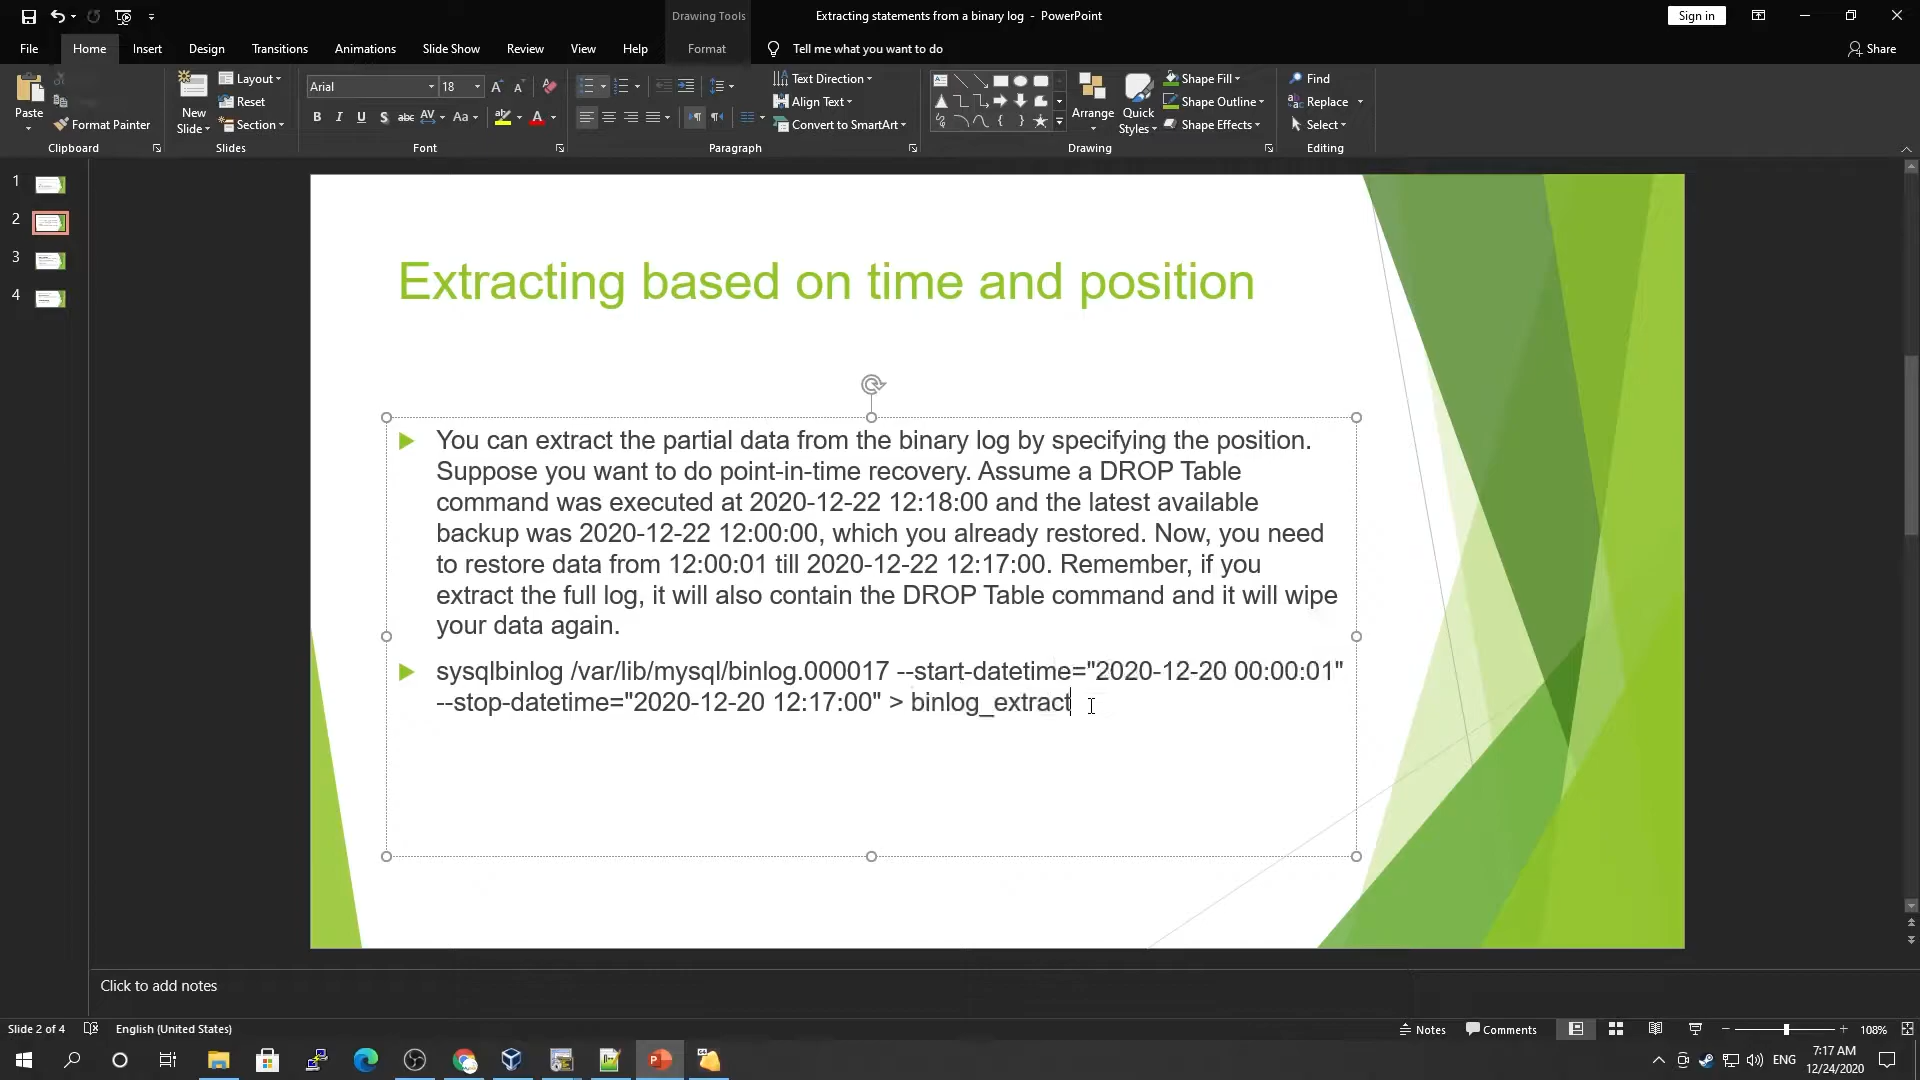 Drawing Tools
Extracting statements from a binary log - PowerPoint
Sign in
File Home Insert Design Transitions Animations Slide Show Review View Help Format Tell me what you want to do Share
Paste
Format Painter
Clipboard
New Slide
Layout
Reset
Section
Slides
Arial 18
B I U S abc AV Aa A
Font
Text Direction
Align Text
Convert to SmartArt
Paragraph
Arrange
Quick Styles
Shape Fill
Shape Outline
Shape Effects
Drawing
Find
Replace
Select
Editing
1
2
3
4
Extracting based on time and position
You can extract the partial data from the binary log by specifying the position.
Suppose you want to do point-in-time recovery. Assume a DROP Table
command was executed at 2020-12-22 12:18:00 and the latest available
backup was 2020-12-22 12:00:00, which you already restored. Now, you need
to restore data from 12:00:01 till 2020-12-22 12:17:00. Remember, if you
extract the full log, it will also contain the DROP Table command and it will wipe
your data again.
sysqlbinlog /var/lib/mysql/binlog.000017 --start-datetime="2020-12-20 00:00:01"
--stop-datetime="2020-12-20 12:17:00" > binlog_extract
Click to add notes
Slide 2 of 4 English (United States) Notes Comments 108%
ENG
7:17 AM
12/24/2020